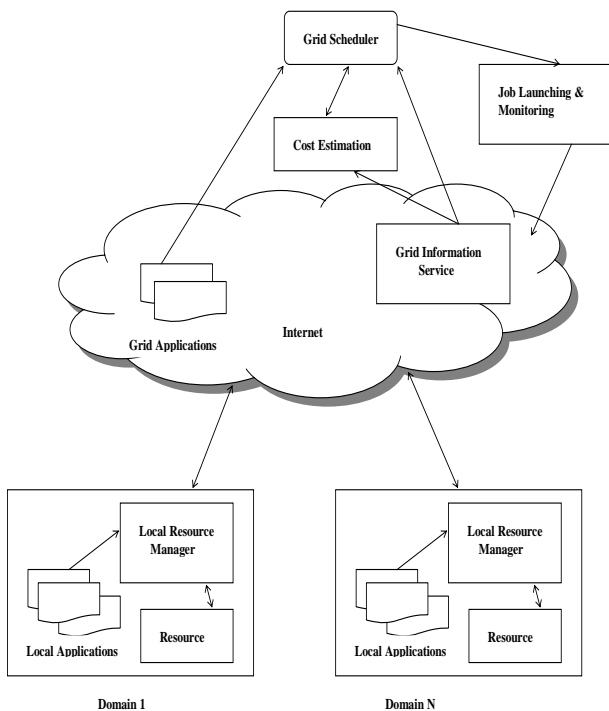 Grid Scheduler
Job Launching &
Monitoring
Cost Estimation
Grid Information
Service
Grid Applications
Internet
Local Resource
Manager
Local Applications
Resource
Domain 1
Local Resource
Manager
Local Applications
Resource
Domain N